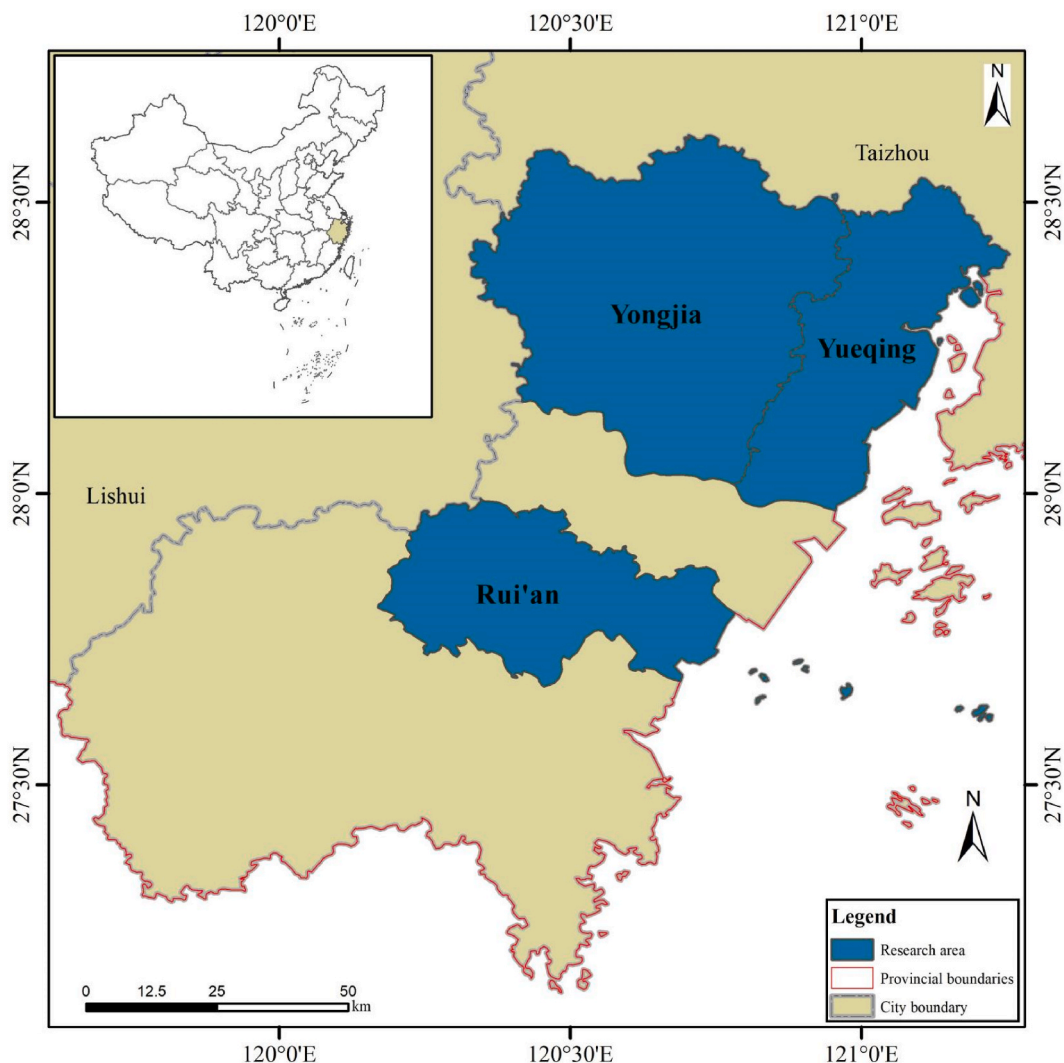 120°0'E 120°30'E 121°0'E
N
Taizhou
28°30'N 28°30'N
Yongjia
Yueqing
Lishui
28°0'N 28°0'N
Rui'an
27°30'N 27°30'N
N
Legend
Research area
Provincial boundaries
City boundary
0 12.5 25 50
km
120°0'E 120°30'E 121°0'E